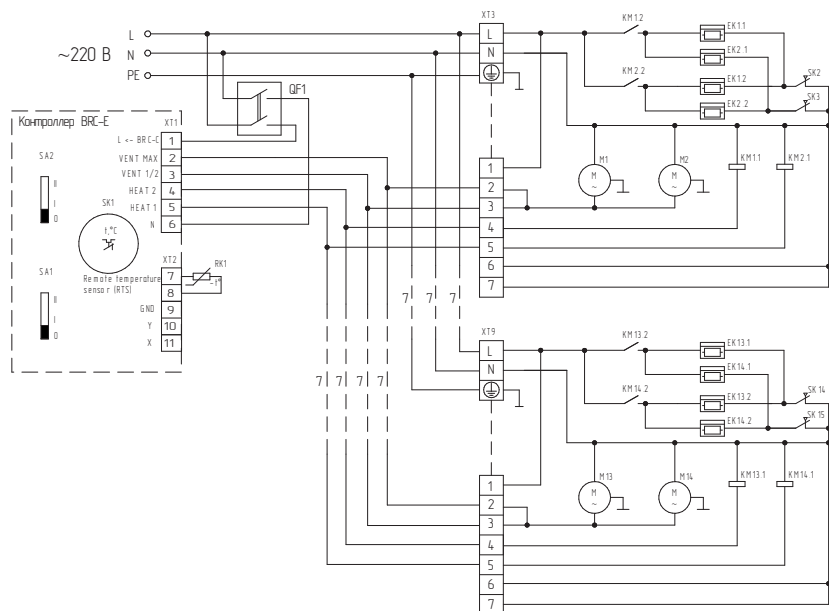 ~220 В
L
N
PE
QF1
Контроллер BRC-E
XT1
L <- BRC-C
1
VENT MAX
2
VENT 1/2
3
HEAT 2
4
HEAT 1
5
N
6
SA2
II
I
0
SK1
t,°C
XT2
7
8
GND
9
Y
10
X
11
RK1
-t°
Remote temperature
sensor (RTS)
SA1
II
I
0
7
7
7
7
7
7
7
XT3
L
N
1
2
3
4
5
6
7
KM1.2
EK1.1
EK2.1
KM2.2
EK1.2
EK2.2
SK2
SK3
M1
M
~
M2
M
~
KM1.1
KM2.1
XT9
L
N
1
2
3
4
5
6
7
KM13.2
EK13.1
EK14.1
KM14.2
EK13.2
EK14.2
SK14
SK15
M13
M
~
M14
M
~
KM13.1
KM14.1